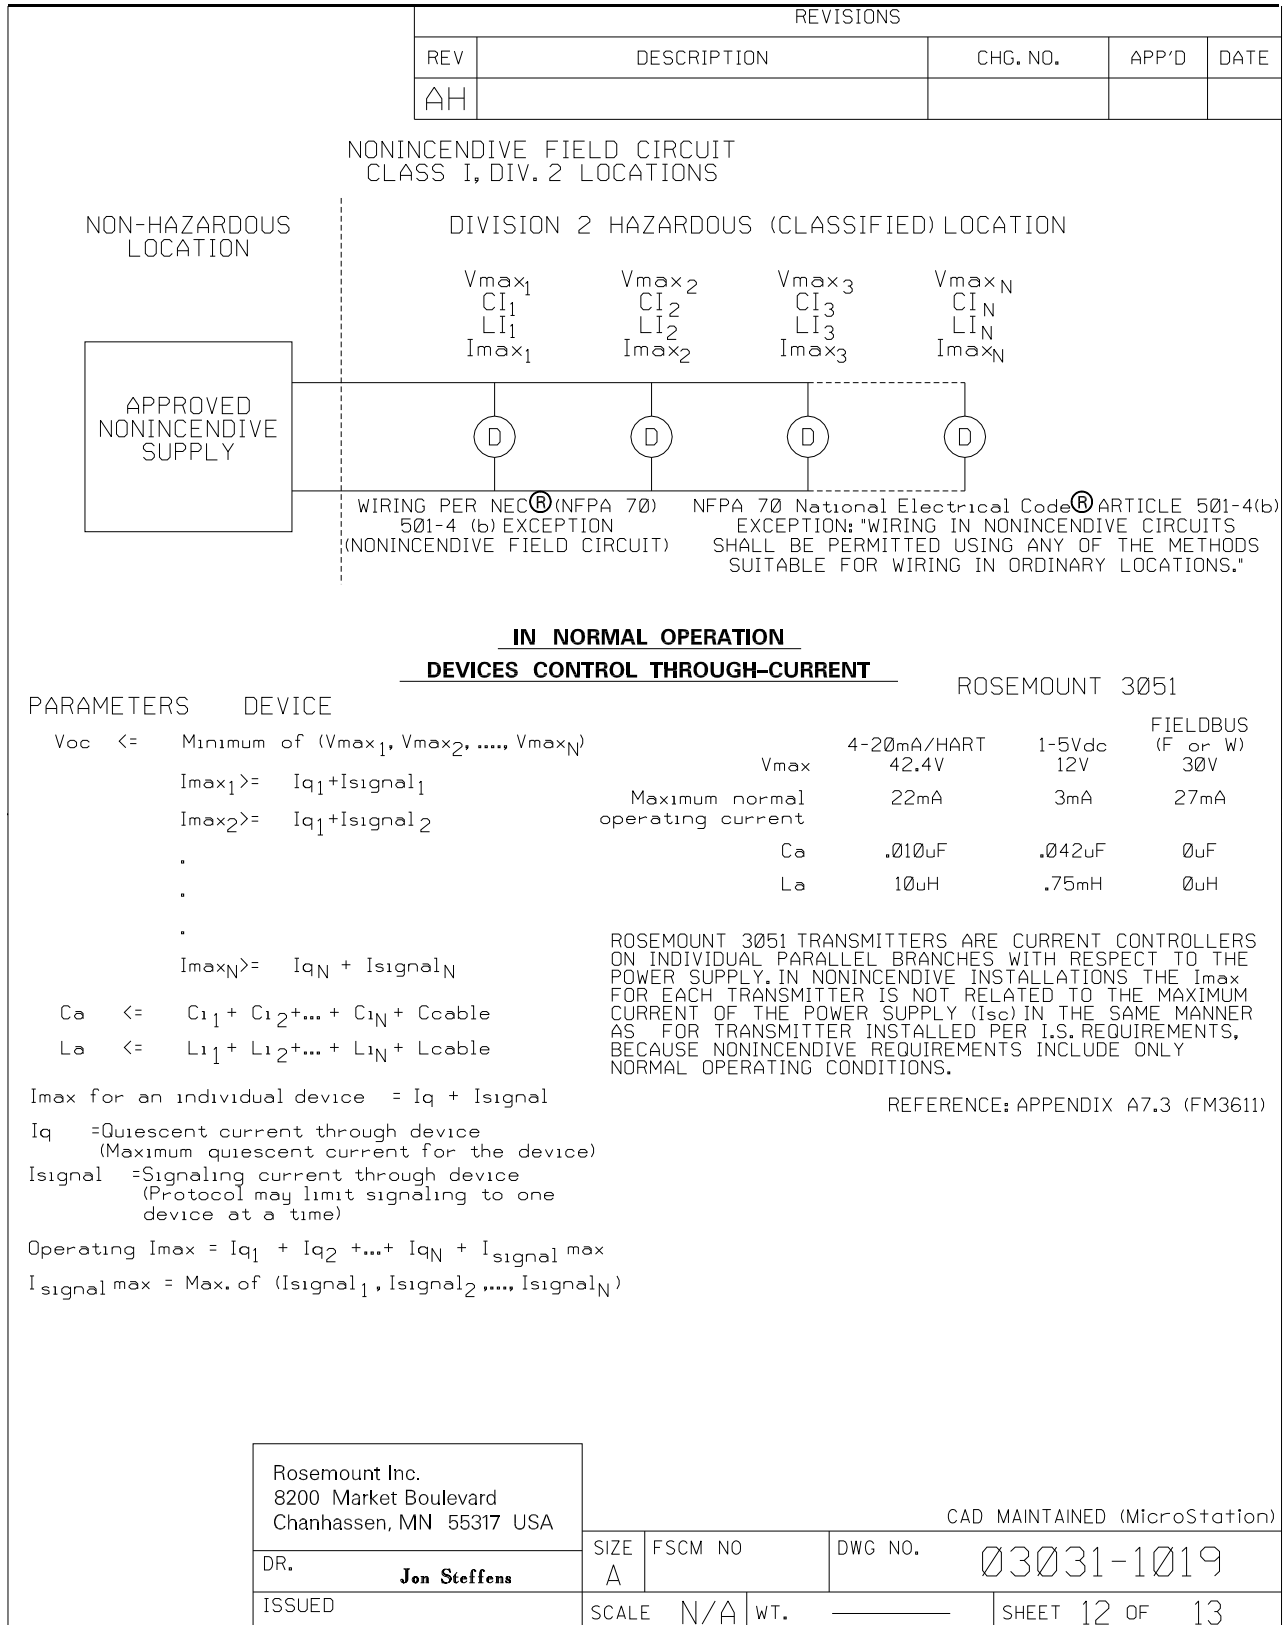 REVISIONS
REV DESCRIPTION CHG. NO. APP'D DATE
AH
NONINCENDIVE FIELD CIRCUIT
CLASS I, DIV. 2 LOCATIONS
NON-HAZARDOUS
LOCATION
DIVISION 2 HAZARDOUS (CLASSIFIED) LOCATION
Vmax1 Vmax2 Vmax3 VmaxN
CI1 CI2 CI3 CIN
LI1 LI2 LI3 LIN
Imax1 Imax2 Imax3 ImaxN
APPROVED
NONINCENDIVE
SUPPLY
D D D D
WIRING PER NEC® (NFPA 70)
501-4 (b) EXCEPTION
(NONINCENDIVE FIELD CIRCUIT)
NFPA 70 National Electrical Code® ARTICLE 501-4(b)
EXCEPTION: "WIRING IN NONINCENDIVE CIRCUITS
SHALL BE PERMITTED USING ANY OF THE METHODS
SUITABLE FOR WIRING IN ORDINARY LOCATIONS."
IN NORMAL OPERATION
DEVICES CONTROL THROUGH-CURRENT
PARAMETERS DEVICE
Voc <= Minimum of (Vmax1, Vmax2, ...., VmaxN)
Imax1>= Iq1+Isignal1
Imax2>= Iq1+Isignal2
.
.
.
ImaxN>= IqN + IsignalN
Ca <= Ci1+ Ci2+... + CiN+ Ccable
La <= Li1+ Li2+... + LiN+ Lcable
Imax for an individual device = Iq + Isignal
Iq =Quiescent current through device
(Maximum quiescent current for the device)
Isignal =Signaling current through device
(Protocol may limit signaling to one
device at a time)
Operating Imax = Iq1 + Iq2 +...+ IqN + Isignal max
Isignal max = Max. of (Isignal1, Isignal2,...., IsignalN)
ROSEMOUNT 3051
FIELDBUS
4-20mA/HART 1-5Vdc (F or W)
Vmax 42.4V 12V 30V
Maximum normal 22mA 3mA 27mA
operating current
Ca .010uF .042uF 0uF
La 10uH .75mH 0uH
ROSEMOUNT 3051 TRANSMITTERS ARE CURRENT CONTROLLERS
ON INDIVIDUAL PARALLEL BRANCHES WITH RESPECT TO THE
POWER SUPPLY. IN NONINCENDIVE INSTALLATIONS THE Imax
FOR EACH TRANSMITTER IS NOT RELATED TO THE MAXIMUM
CURRENT OF THE POWER SUPPLY (Isc) IN THE SAME MANNER
AS FOR TRANSMITTER INSTALLED PER I.S. REQUIREMENTS,
BECAUSE NONINCENDIVE REQUIREMENTS INCLUDE ONLY
NORMAL OPERATING CONDITIONS.
REFERENCE: APPENDIX A7.3 (FM3611)
Rosemount Inc.
8200 Market Boulevard
Chanhassen, MN 55317 USA
CAD MAINTAINED (MicroStation)
DR. Jon Steffens
ISSUED
SIZE A
FSCM NO
DWG NO. 03031-1019
SCALE N/A WT. SHEET 12 OF 13